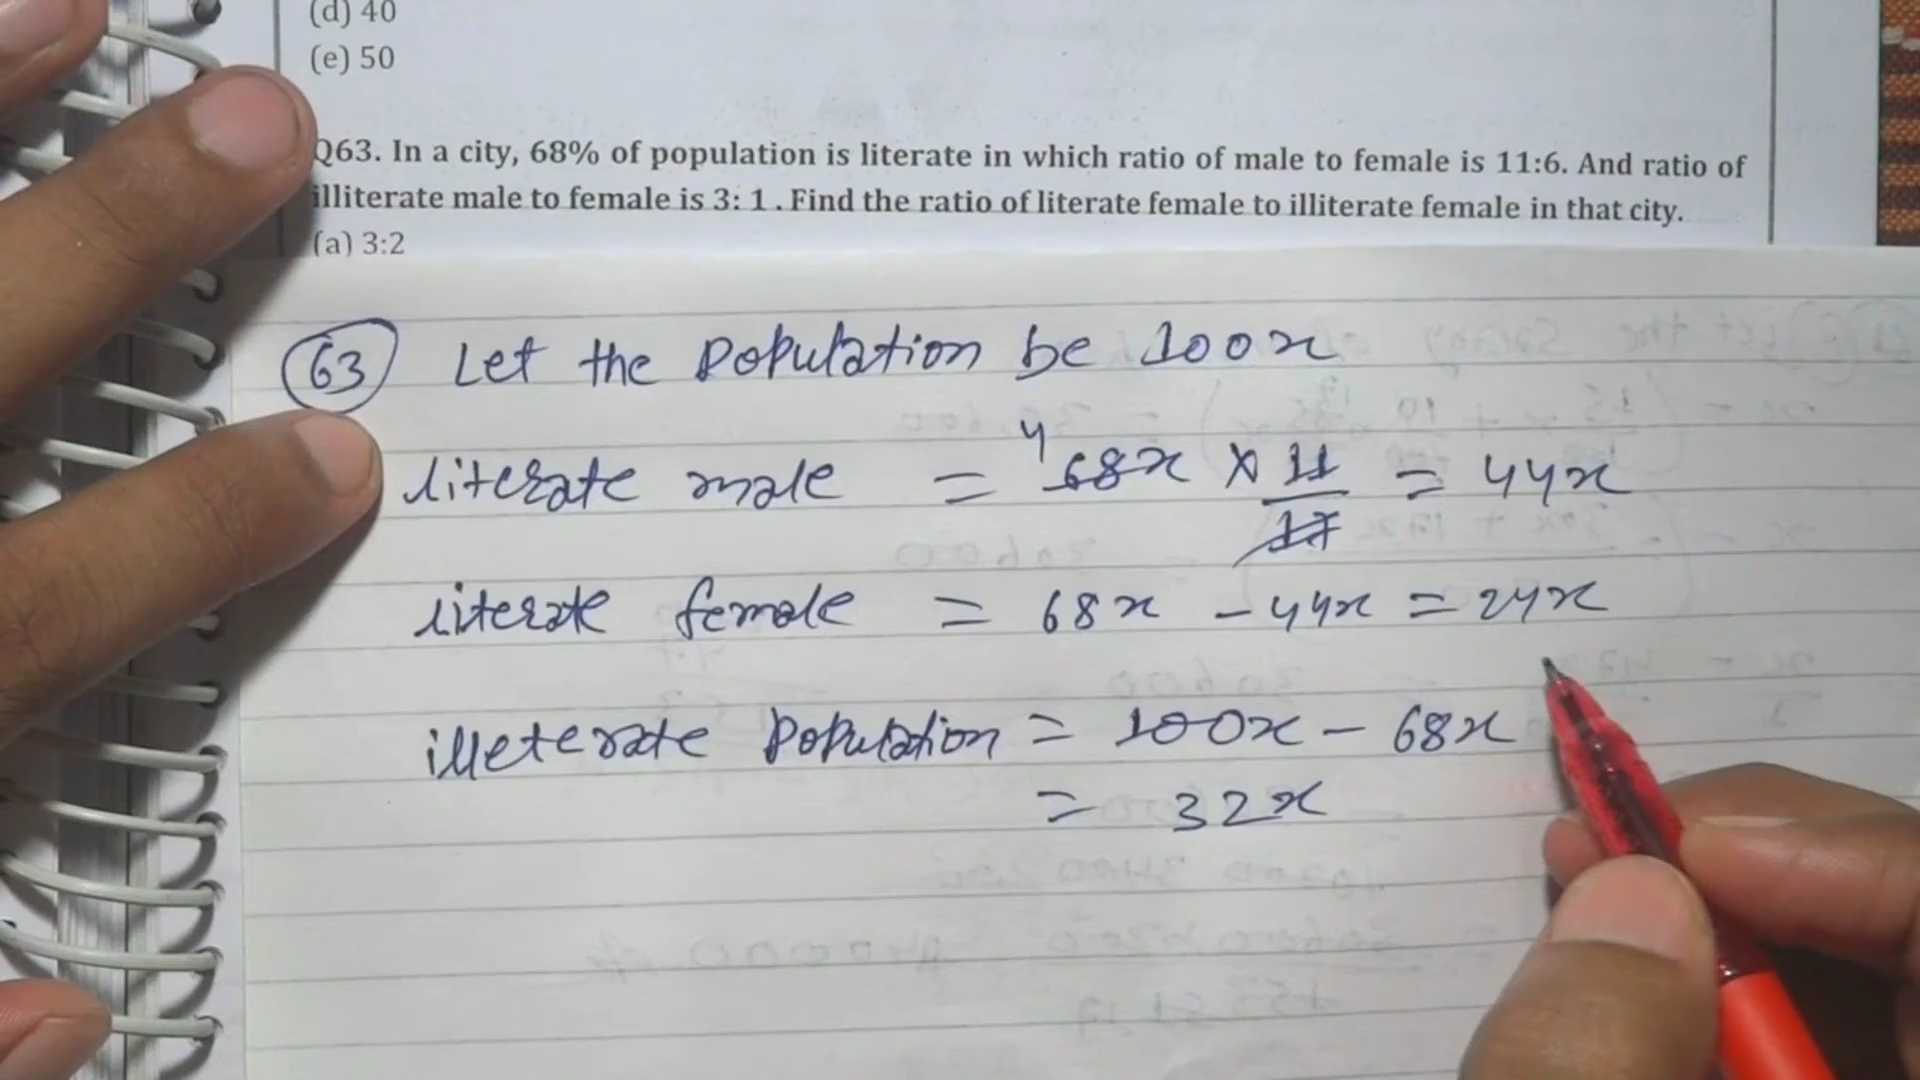 (d) 40
(e) 50
Q63. In a city, 68% of population is literate in which ratio of male to female is 11:6. And ratio of
illiterate male to female is 3: 1 . Find the ratio of literate female to illiterate female in that city.
(a) 3:2
63 Let the Population be 100x
literate male = 4 68x × 11/17 = 44x
literate female = 68x - 44x = 24x
illeterate Population = 100x - 68x
= 32x